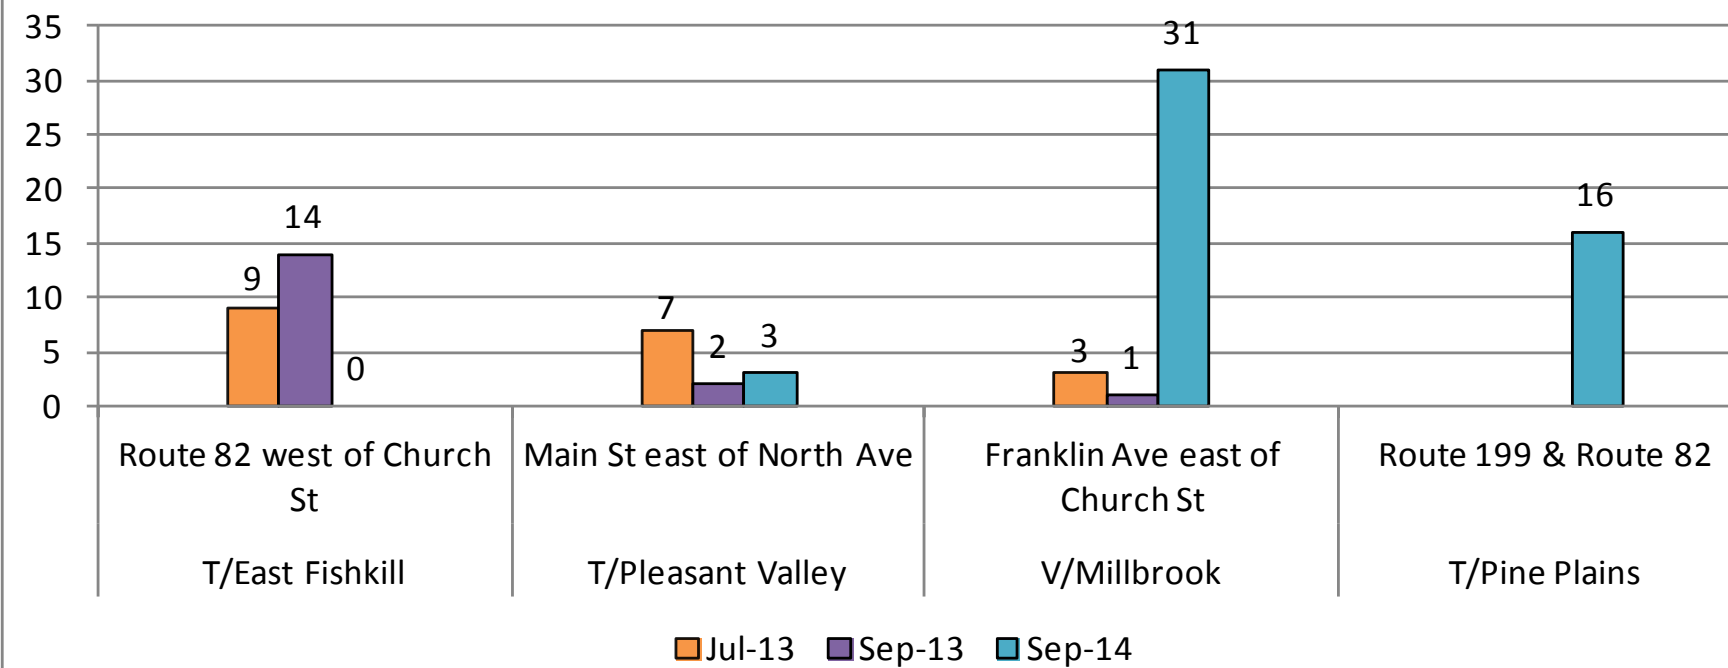 35
30
25
20
15
10
5
0
9
14
0
7
2
3
3
1
31
16
Route 82 west of Church
St
Main St east of North Ave
Franklin Ave east of
Church St
Route 199 & Route 82
T/East Fishkill
T/Pleasant Valley
V/Millbrook
T/Pine Plains
Jul-13
Sep-13
Sep-14